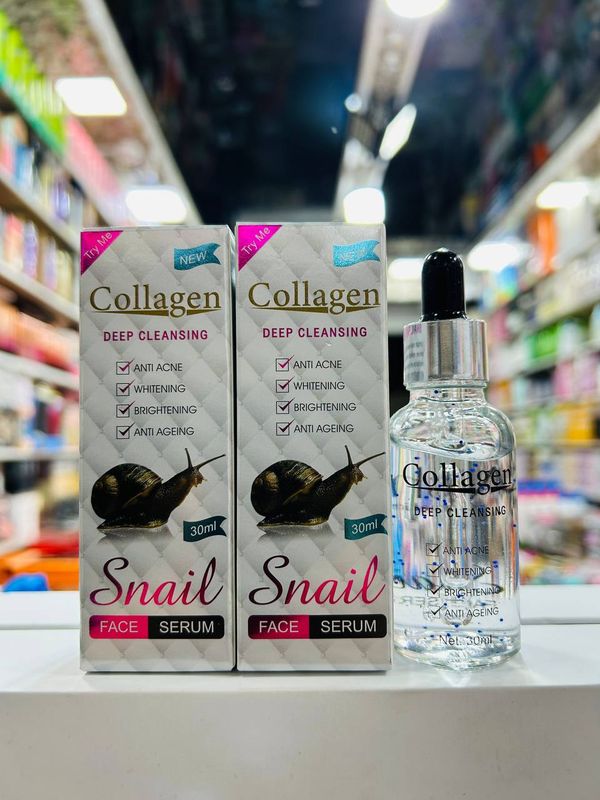 Try Me
NEW
Collagen
DEEP CLEANSING
ANTI ACNE
WHITENING
BRIGHTENING
ANTI AGEING
30ml
Snail
FACE SERUM
Try Me
NEW
Collagen
DEEP CLEANSING
ANTI ACNE
WHITENING
BRIGHTENING
ANTI AGEING
30ml
Snail
FACE SERUM
Collagen
DEEP CLEANSING
ANTI ACNE
WHITENING
BRIGHTENING
ANTI AGEING
Net: 30ml